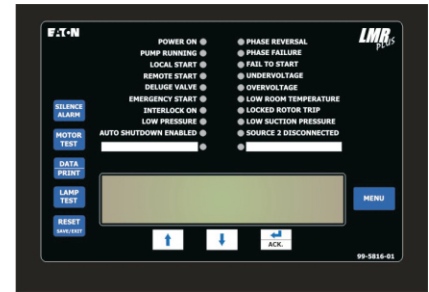 EATON
LMR
PLUS
POWER ON
PUMP RUNNING
LOCAL START
REMOTE START
DELUGE VALVE
EMERGENCY START
INTERLOCK ON
LOW PRESSURE
AUTO SHUTDOWN ENABLED
PHASE REVERSAL
PHASE FAILURE
FAIL TO START
UNDERVOLTAGE
OVERVOLTAGE
LOW ROOM TEMPERATURE
LOCKED ROTOR TRIP
LOW SUCTION PRESSURE
SOURCE 2 DISCONNECTED
SILENCE
ALARM
MOTOR
TEST
DATA
PRINT
LAMP
TEST
RESET
SAVE/EXIT
MENU
ACK.
99-5816-01